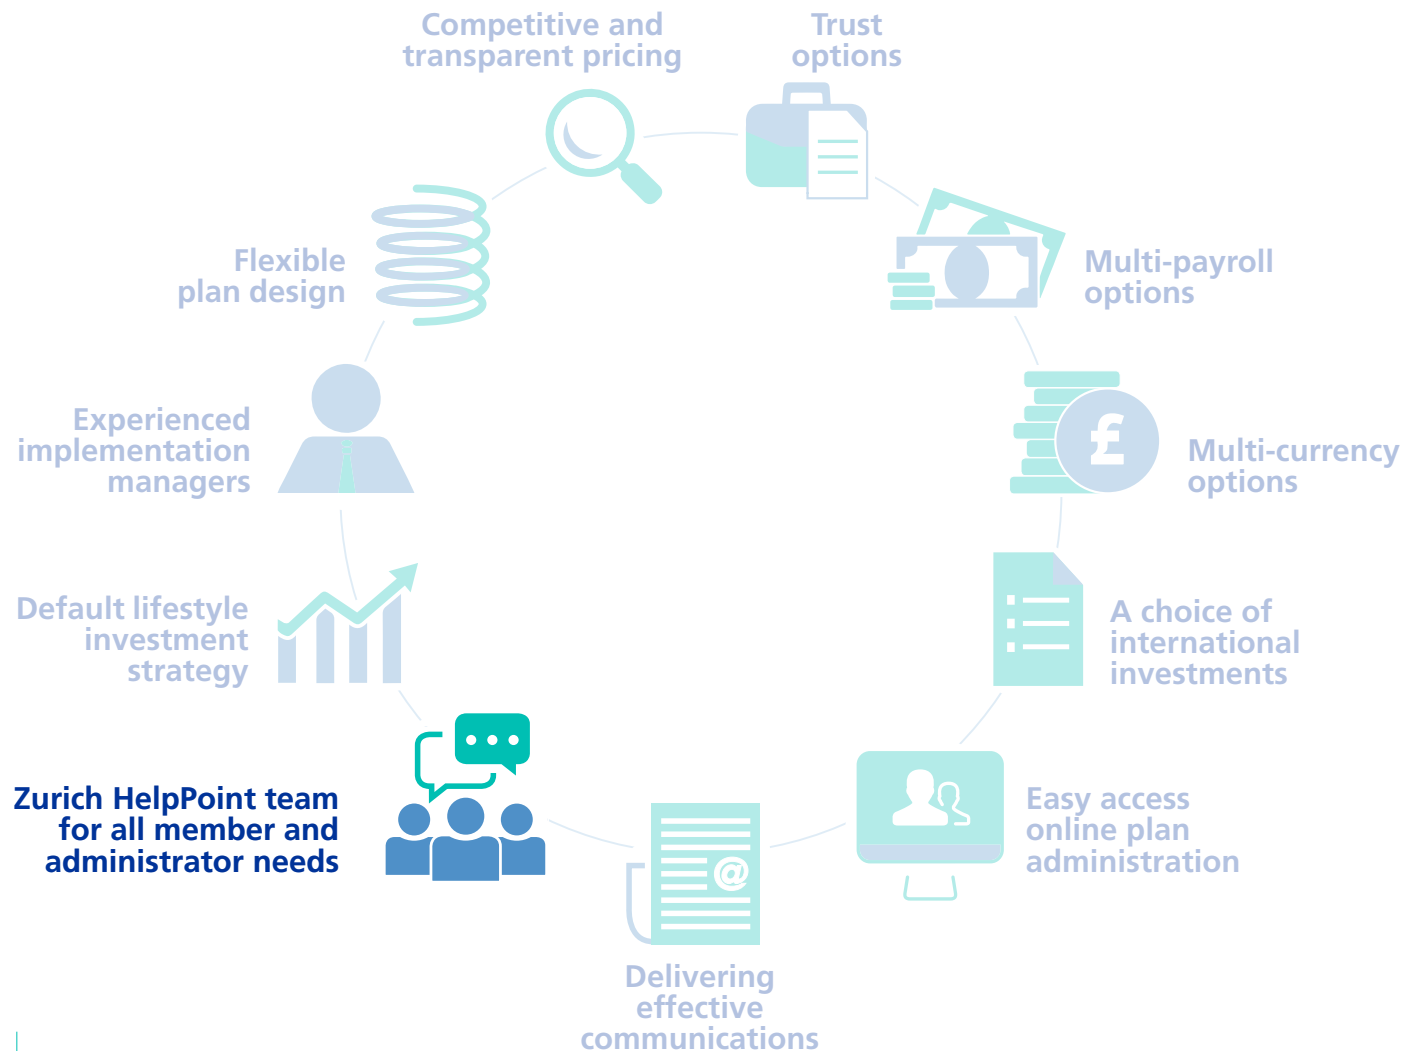 Competitive and
transparent pricing
Trust
options
Multi-payroll
options
£
Multi-currency
options
A choice of
international
investments
Easy access
online plan
administration
@
Delivering
effective
communications
Zurich HelpPoint team
for all member and
administrator needs
Default lifestyle
investment
strategy
Experienced
implementation
managers
Flexible
plan design